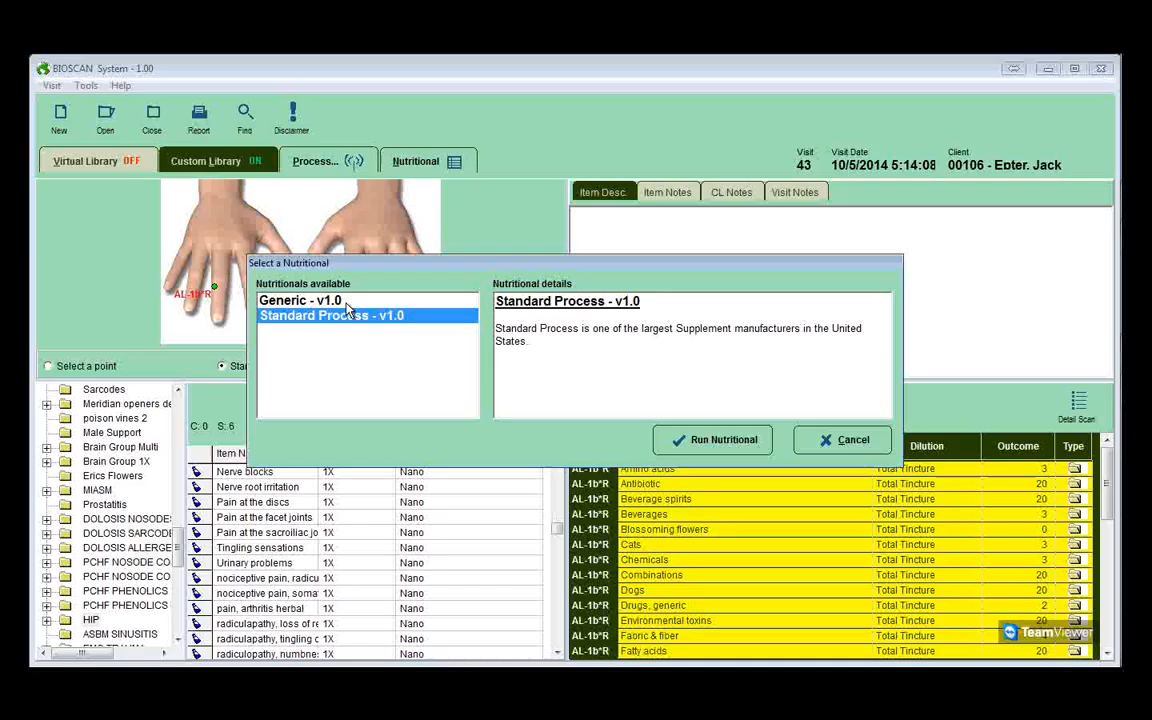 BIOSCAN System - 1.00
Visit Tools Help
New Open Close Report Find Disclaimer
Virtual Library OFF Custom Library ON Process... Nutritional
Visit Visit Date Client
43 10/5/2014 5:14:08 00106 - Enter. Jack
Item Desc. Item Notes CL Notes Visit Notes
AL-1b*R
Select a Nutritional
Nutritionals available
Generic - v1.0
Standard Process - v1.0
Nutritional details
Standard Process - v1.0
Standard Process is one of the largest Supplement manufacturers in the United
States.
Run Nutritional Cancel
Select a point
Sarcodes
Meridian openers de
poison vines 2
Male Support
Brain Group Multi
Brain Group 1X
Erics Flowers
MIASM
Prostatitis
DOLOSIS NOSODE
DOLOSIS SARCODE
DOLOSIS ALLERGE
PCHF NOSODE CO
PCHF NOSODE CO
PCHF PHENOLICS
PCHF PHENOLICS
HIP
ASBM SINUSITIS
C: 0 S: 6
Item N
Nerve blocks 1X Nano
Nerve root irritation 1X Nano
Pain at the discs 1X Nano
Pain at the facet joints 1X Nano
Pain at the sacroiliac jo 1X Nano
Tingling sensations 1X Nano
Urinary problems 1X Nano
nociceptive pain, radicu 1X Nano
nociceptive pain, soma 1X Nano
pain, arthritis herbal 1X Nano
radiculapathy, loss of re 1X Nano
radiculapathy, tingling c 1X Nano
radiculapathy, numbne: 1X Nano
Detail Scan
Dilution Outcome Type
AL-1b*R Amino acids Total Tincture 3
AL-1b*R Antibiotic Total Tincture 20
AL-1b*R Beverage spirits Total Tincture 20
AL-1b*R Beverages Total Tincture 3
AL-1b*R Blossoming flowers Total Tincture 0
AL-1b*R Cats Total Tincture 3
AL-1b*R Chemicals Total Tincture 3
AL-1b*R Combinations Total Tincture 20
AL-1b*R Dogs Total Tincture 20
AL-1b*R Drugs, generic Total Tincture 2
AL-1b*R Environmental toxins Total Tincture 20
AL-1b*R Fabric & fiber Total Tincture
AL-1b*R Fatty acids Total Tincture 20
TeamViewer